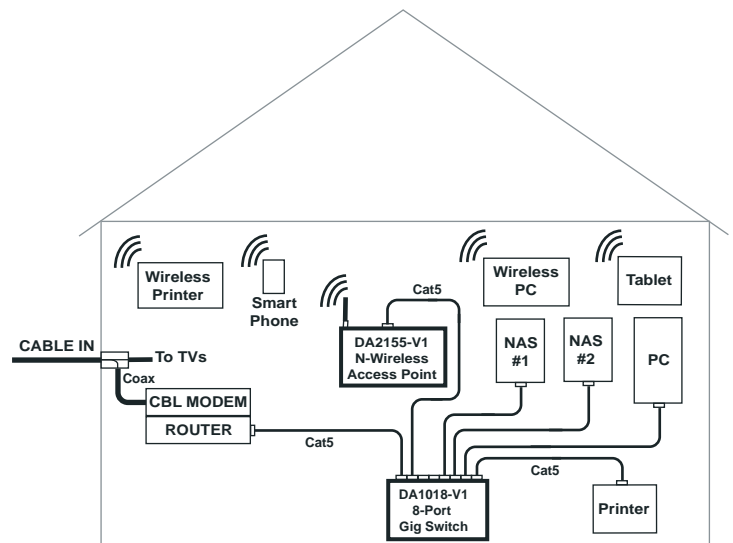 Wireless
Printer
Smart
Phone
Cat5
Wireless
PC
Tablet
CABLE IN
To TVs
Coax
CBL MODEM
ROUTER
DA2155-V1
N-Wireless
Access Point
NAS
#1
NAS
#2
PC
Cat5
Cat5
DA1018-V1
8-Port
Gig Switch
Printer